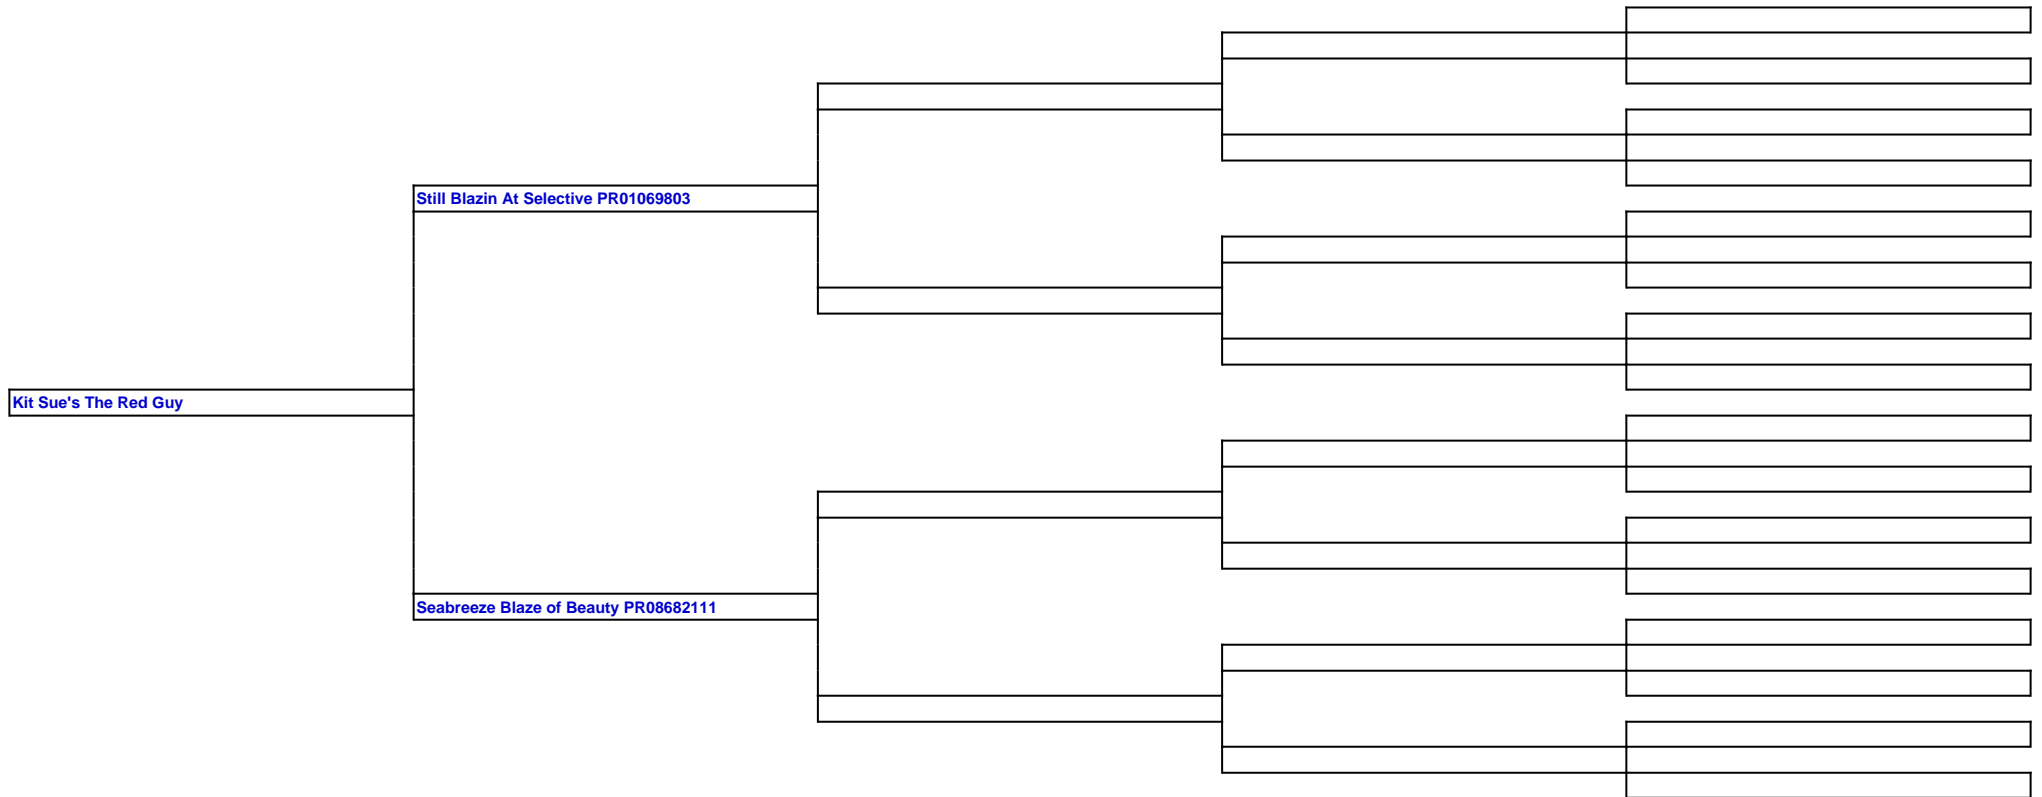 Still Blazin At Selective PR01069803
Kit Sue's The Red Guy
Seabreeze Blaze of Beauty PR08682111